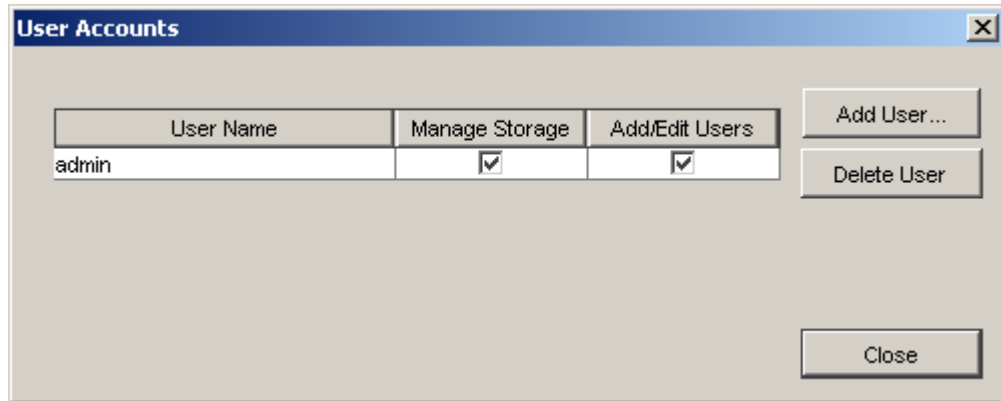 User Accounts
User Name Manage Storage Add/Edit Users
admin
Add User...
Delete User
Close